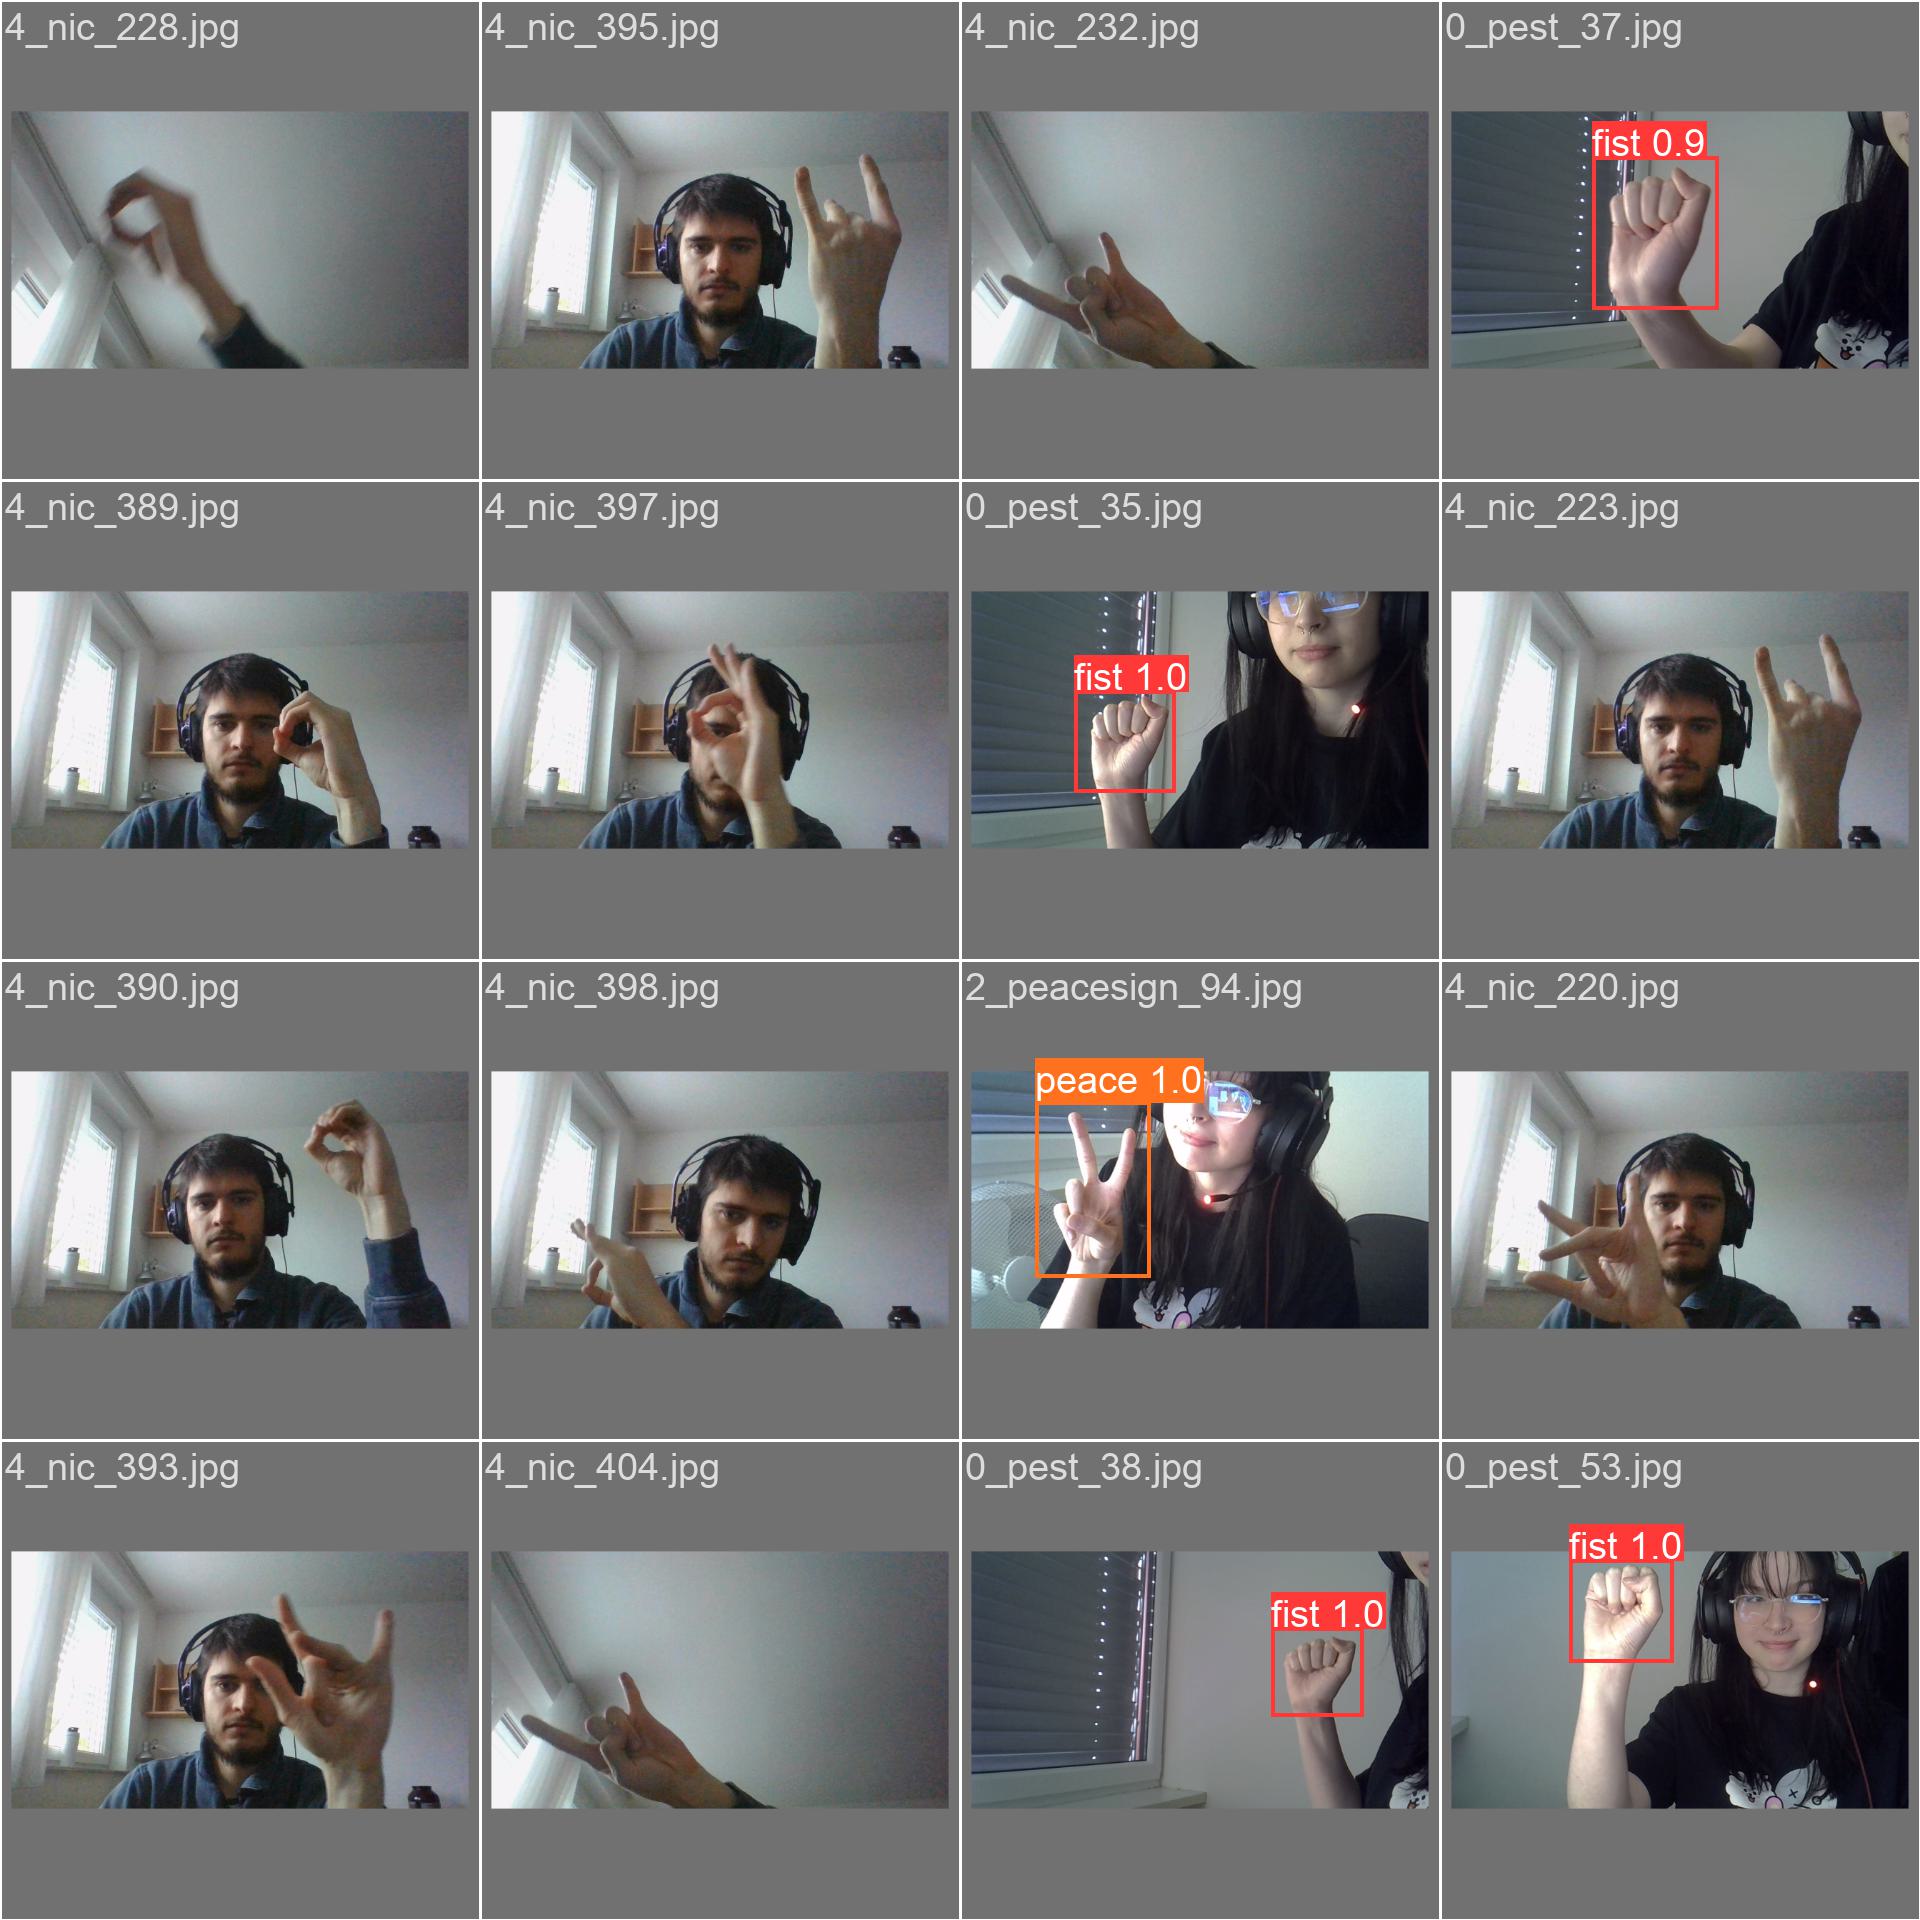 4_nic_228.jpg
4_nic_395.jpg
4_nic_232.jpg
0_pest_37.jpg
fist 0.9
4_nic_389.jpg
4_nic_397.jpg
0_pest_35.jpg
fist 1.0
4_nic_223.jpg
4_nic_390.jpg
4_nic_398.jpg
2_peacesign_94.jpg
peace 1.0
4_nic_220.jpg
4_nic_393.jpg
4_nic_404.jpg
0_pest_38.jpg
fist 1.0
0_pest_53.jpg
fist 1.0